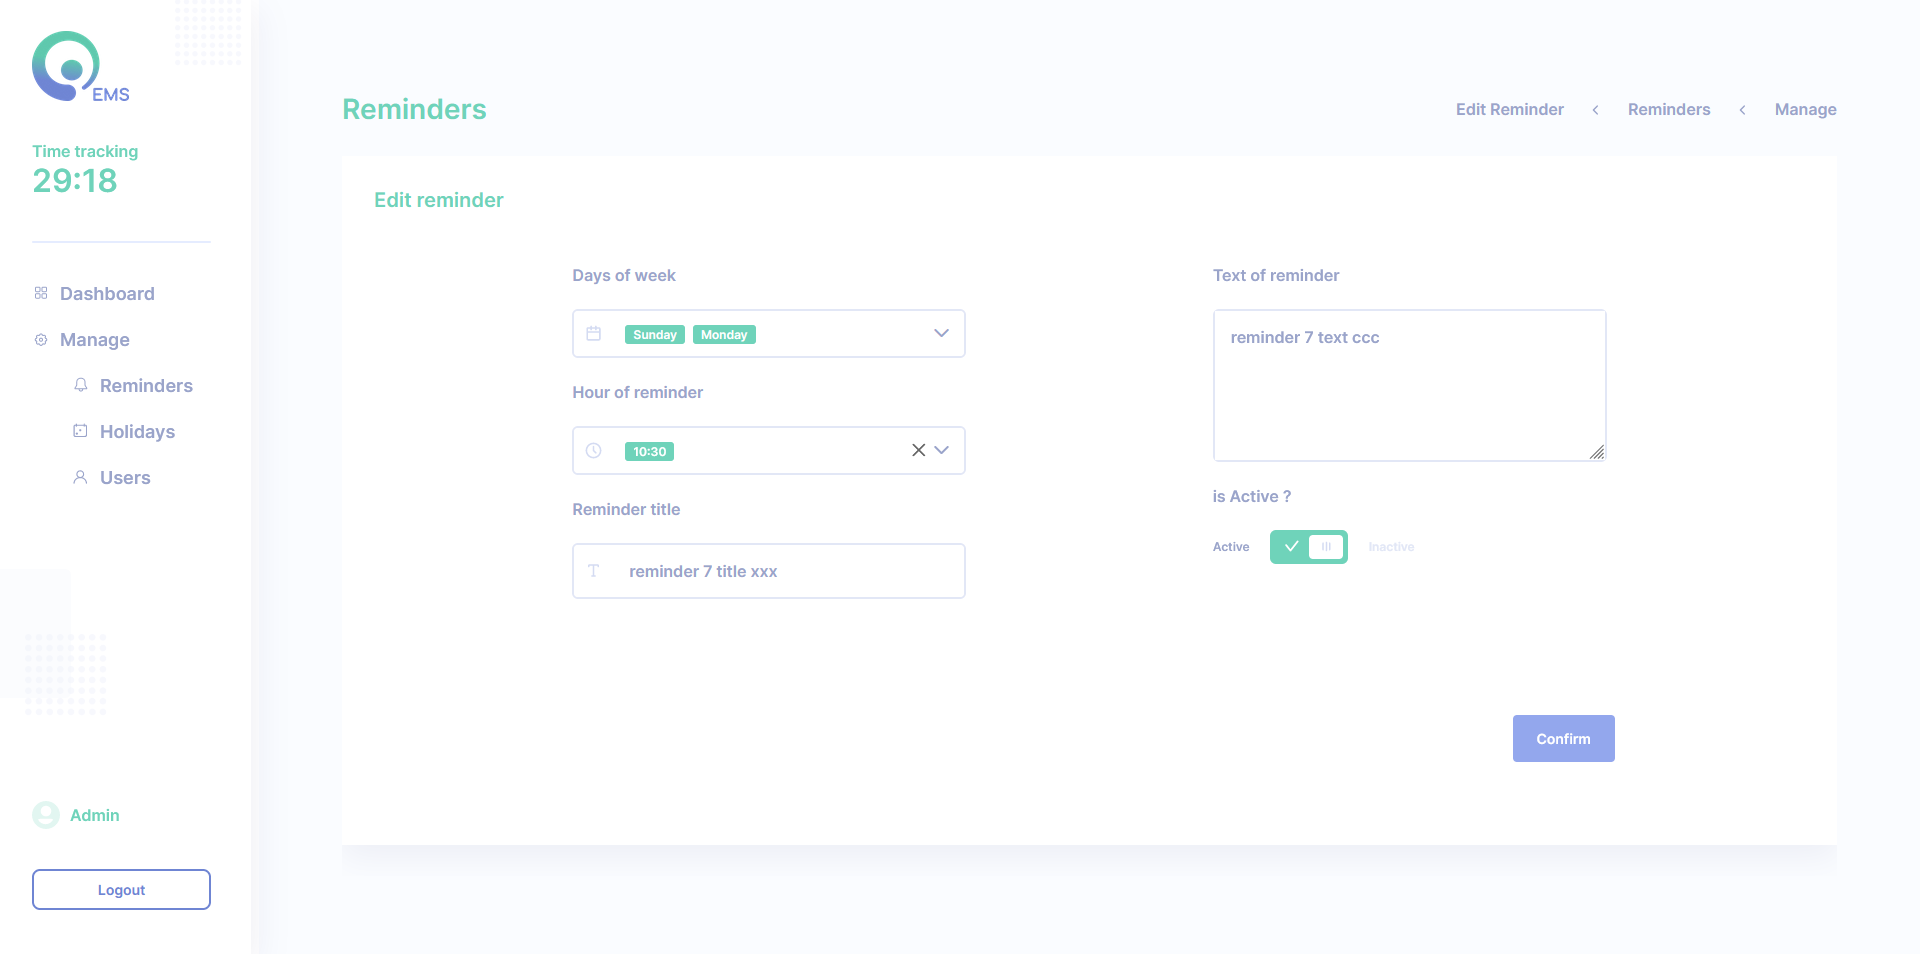 EMS
Time tracking
29:18
Dashboard
Manage
Reminders
Holidays
Users
Admin
Logout
Reminders
Edit Reminder < Reminders < Manage
Edit reminder
Days of week
Sunday Monday
Hour of reminder
10:30
Reminder title
T reminder 7 title xxx
Text of reminder
reminder 7 text ccc
is Active ?
Active Inactive
Confirm